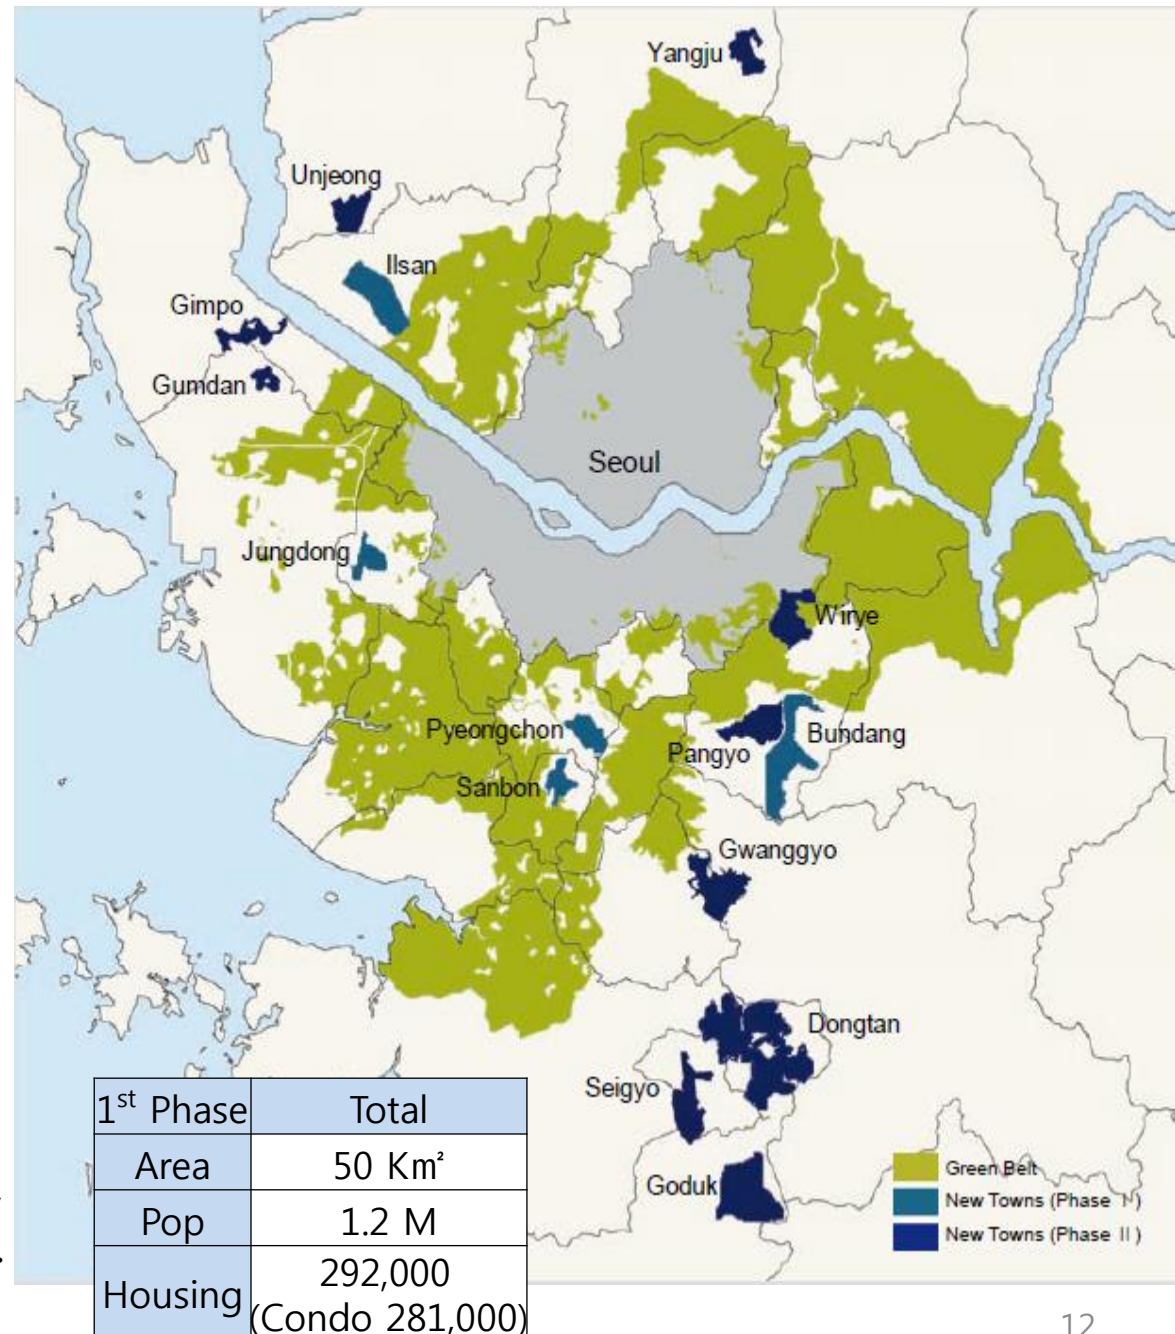 Yangju
Unjeong
Ilsan
Gimpo
Gumdan
Seoul
Jungdong
Wirye
Pyeongchon
Bundang
Pangyo
Sanbon
Gwanggyo
Dongtan
Seigyo
Goduk
Green Belt
New Towns (Phase Ⅰ)
New Towns (Phase Ⅱ)
1st Phase Total
Area 50 Km²
Pop 1.2 M
Housing 292,000
(Condo 281,000)
12